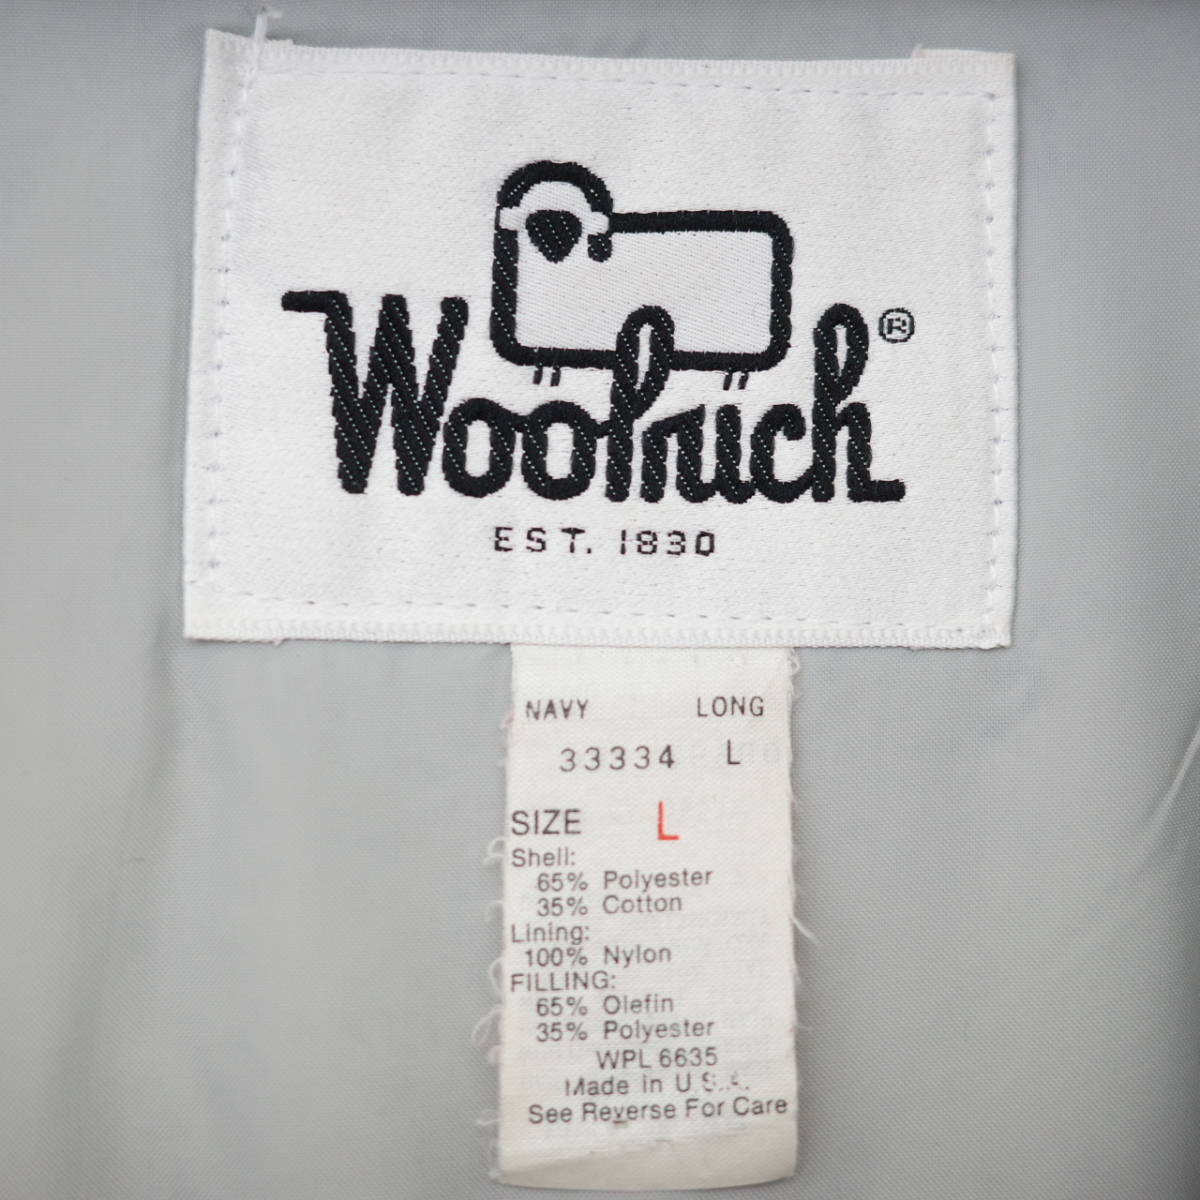 Woolrich®
EST. 1830
NAVY LONG
33334 L
SIZE L
Shell:
65% Polyester
35% Cotton
Lining:
100% Nylon
FILLING:
65% Olefin
35% Polyester
WPL 6635
Made in U.S.A.
See Reverse For Care